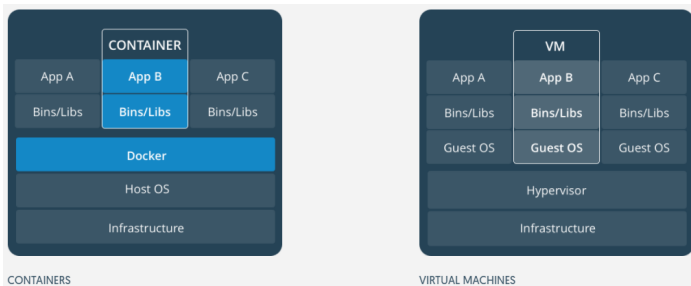 CONTAINER
App A App B App C
Bins/Libs Bins/Libs Bins/Libs
Docker
Host OS
Infrastructure
CONTAINERS
VM
App A App B App C
Bins/Libs Bins/Libs Bins/Libs
Guest OS Guest OS Guest OS
Hypervisor
Infrastructure
VIRTUAL MACHINES